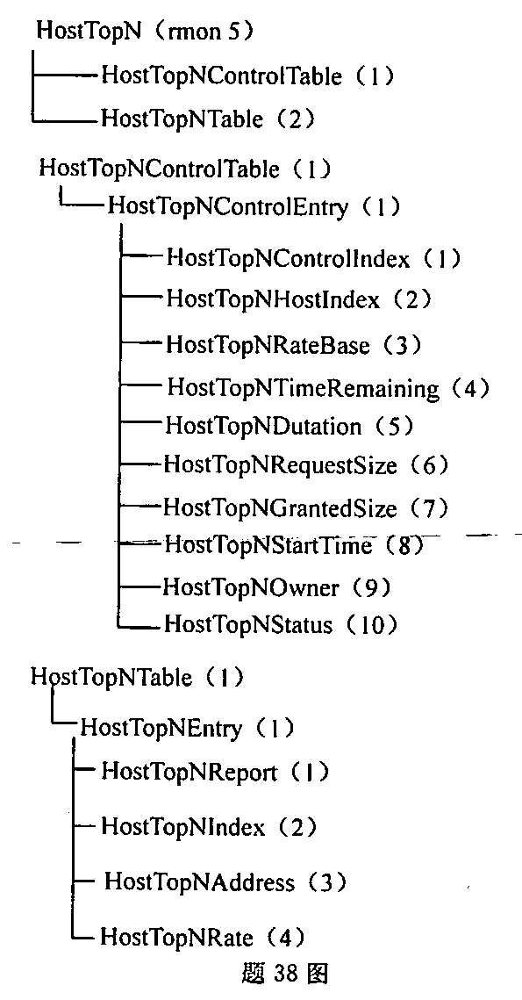 HostTopN（rmon 5）
HostTopNControlTable（1）
HostTopNTable（2）
HostTopNControlTable（1）
HostTopNControlEntry（1）
HostTopNControlIndex（1）
HostTopNHostIndex（2）
HostTopNRateBase（3）
HostTopNTimeRemaining（4）
HostTopNDutation（5）
HostTopNRequestSize（6）
HostTopNGrantedSize（7）
HostTopNStartTime（8）
HostTopNOwner（9）
HostTopNStatus（10）
HostTopNTable（1）
HostTopNEntry（1）
HostTopNReport（1）
HostTopNIndex（2）
HostTopNAddress（3）
HostTopNRate（4）
题 38 图